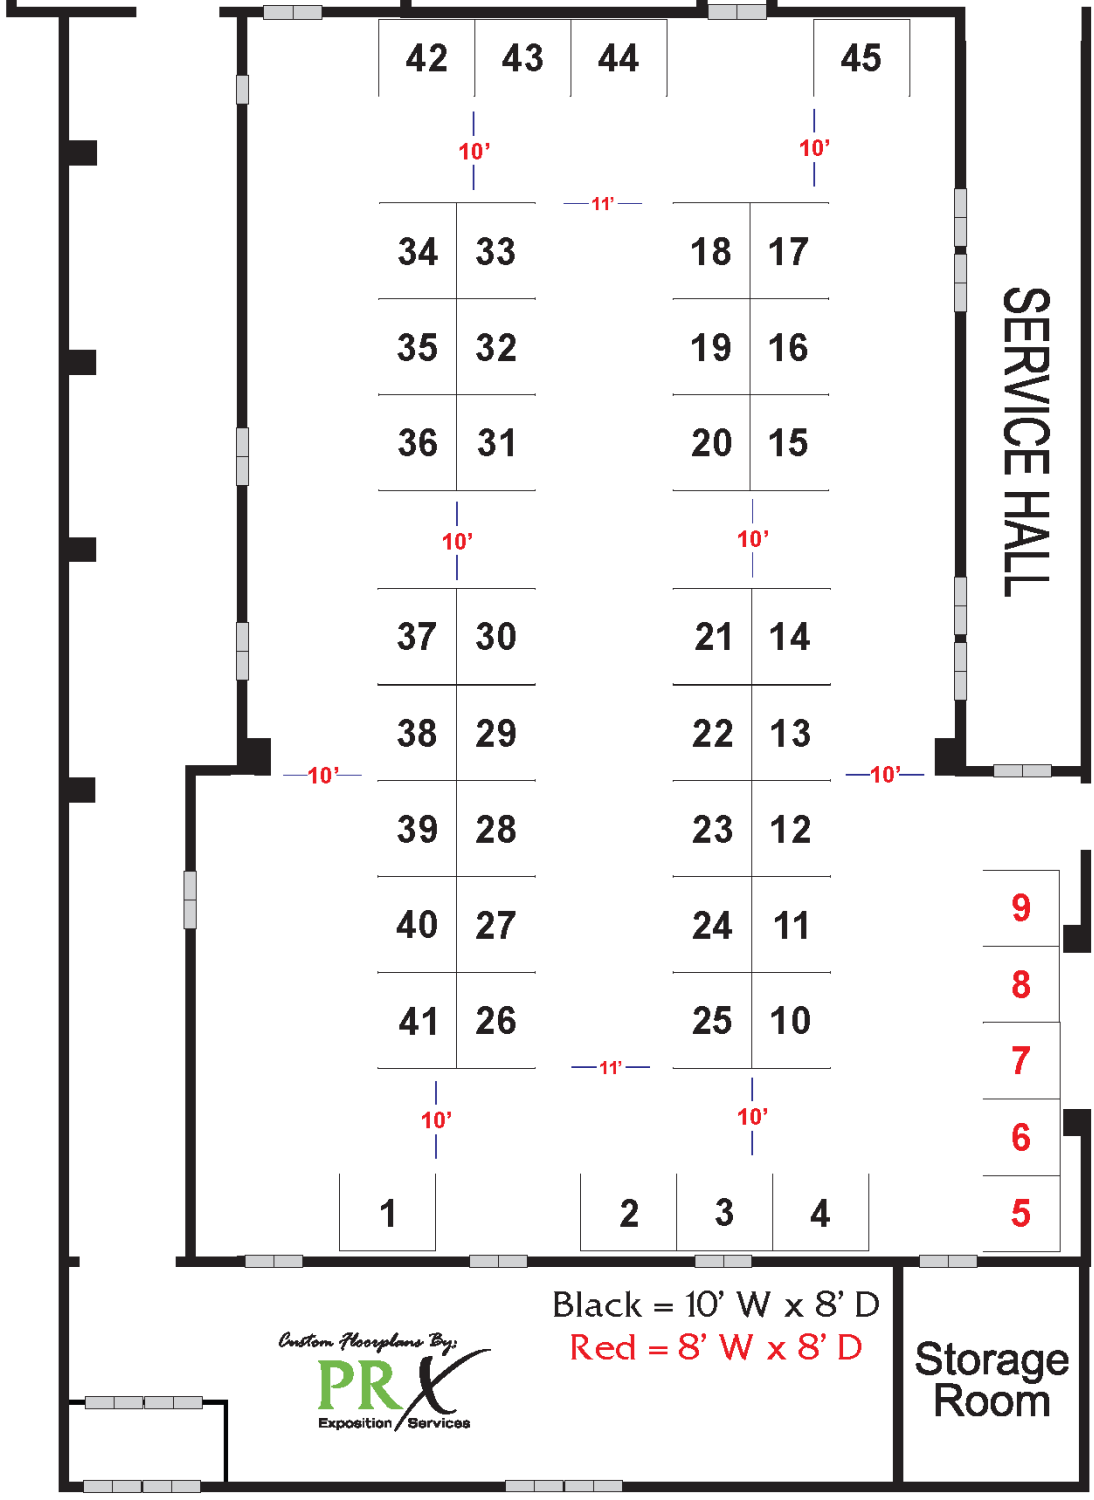 42 43 44 45
10' 10'
11'
34 33 18 17
35 32 19 16
36 31 20 15
SERVICE HALL
10' 10'
37 30 21 14
38 29 22 13
10' 10'
39 28 23 12
9
40 27 24 11
8
41 26 25 10
7
11'
10' 10'
6
1 2 3 4 5
Black = 10' W x 8' D
Red = 8' W x 8' D
Custom Floorplans By:
PRX
Exposition Services
Storage
Room